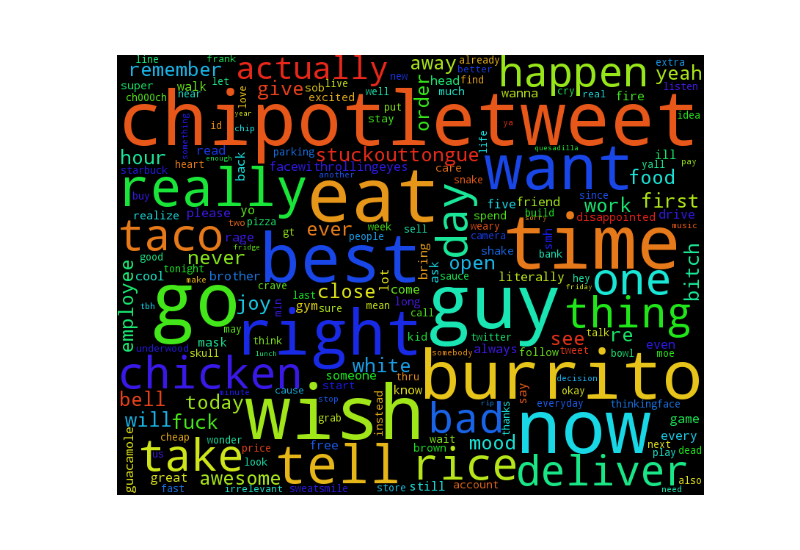 line frank remember actually away already happen yeah
super walk let give sob live new better find extra
ch000ch near love excited well head much wanna cry real fire listen
chipotletweet
id year put stay order ya idea
something chip quesadilla life
hour read back parking stuckouttongue want ill yall pay
starbuck heart enough another facewithrollingeyes care food
really eat day snake five friend since work first
buy please yo week sell spend build sorry disappointed drive
realize two pizza gt people weary camera music
taco rage ever best bring ask shake time smh
good never fridge lot sauce open bank one
employee cool tonight brother crave close come literally hey bitch
tbh make joy min last gym sure mean long call friday
go may right kid guy twitter talk thing
mask think somebody see re even
underwood skull lunch white always follow tweet bowl moe
chicken someone start thru know burrito decision
bell minute cause stop wish instead say rip okay everyday thinkingface
will today grab bad thanks now game
fuck wonder free brown wait mood every
guacamole cheap price take tell rice next play dead
us look deliver
great awesome store still account also
fast irrelevant sweatsmile need